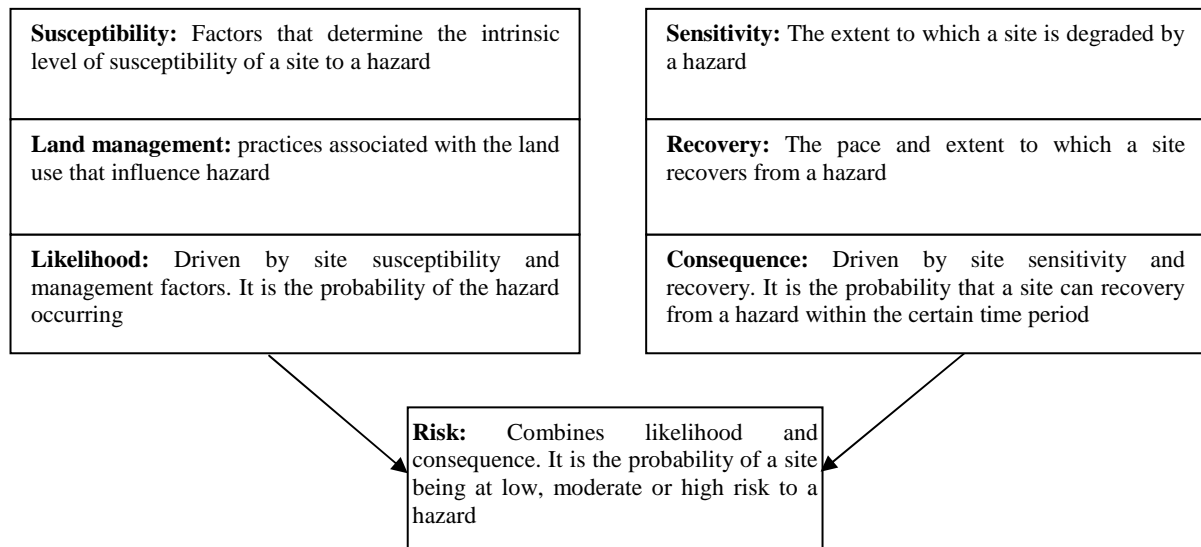 Susceptibility: Factors that determine the intrinsic
level of susceptibility of a site to a hazard
Land management: practices associated with the land
use that influence hazard
Likelihood: Driven by site susceptibility and
management factors. It is the probability of the hazard
occurring
Sensitivity: The extent to which a site is degraded by
a hazard
Recovery: The pace and extent to which a site
recovers from a hazard
Consequence: Driven by site sensitivity and
recovery. It is the probability that a site can recovery
from a hazard within the certain time period
Risk: Combines likelihood and
consequence. It is the probability of a site
being at low, moderate or high risk to a
hazard